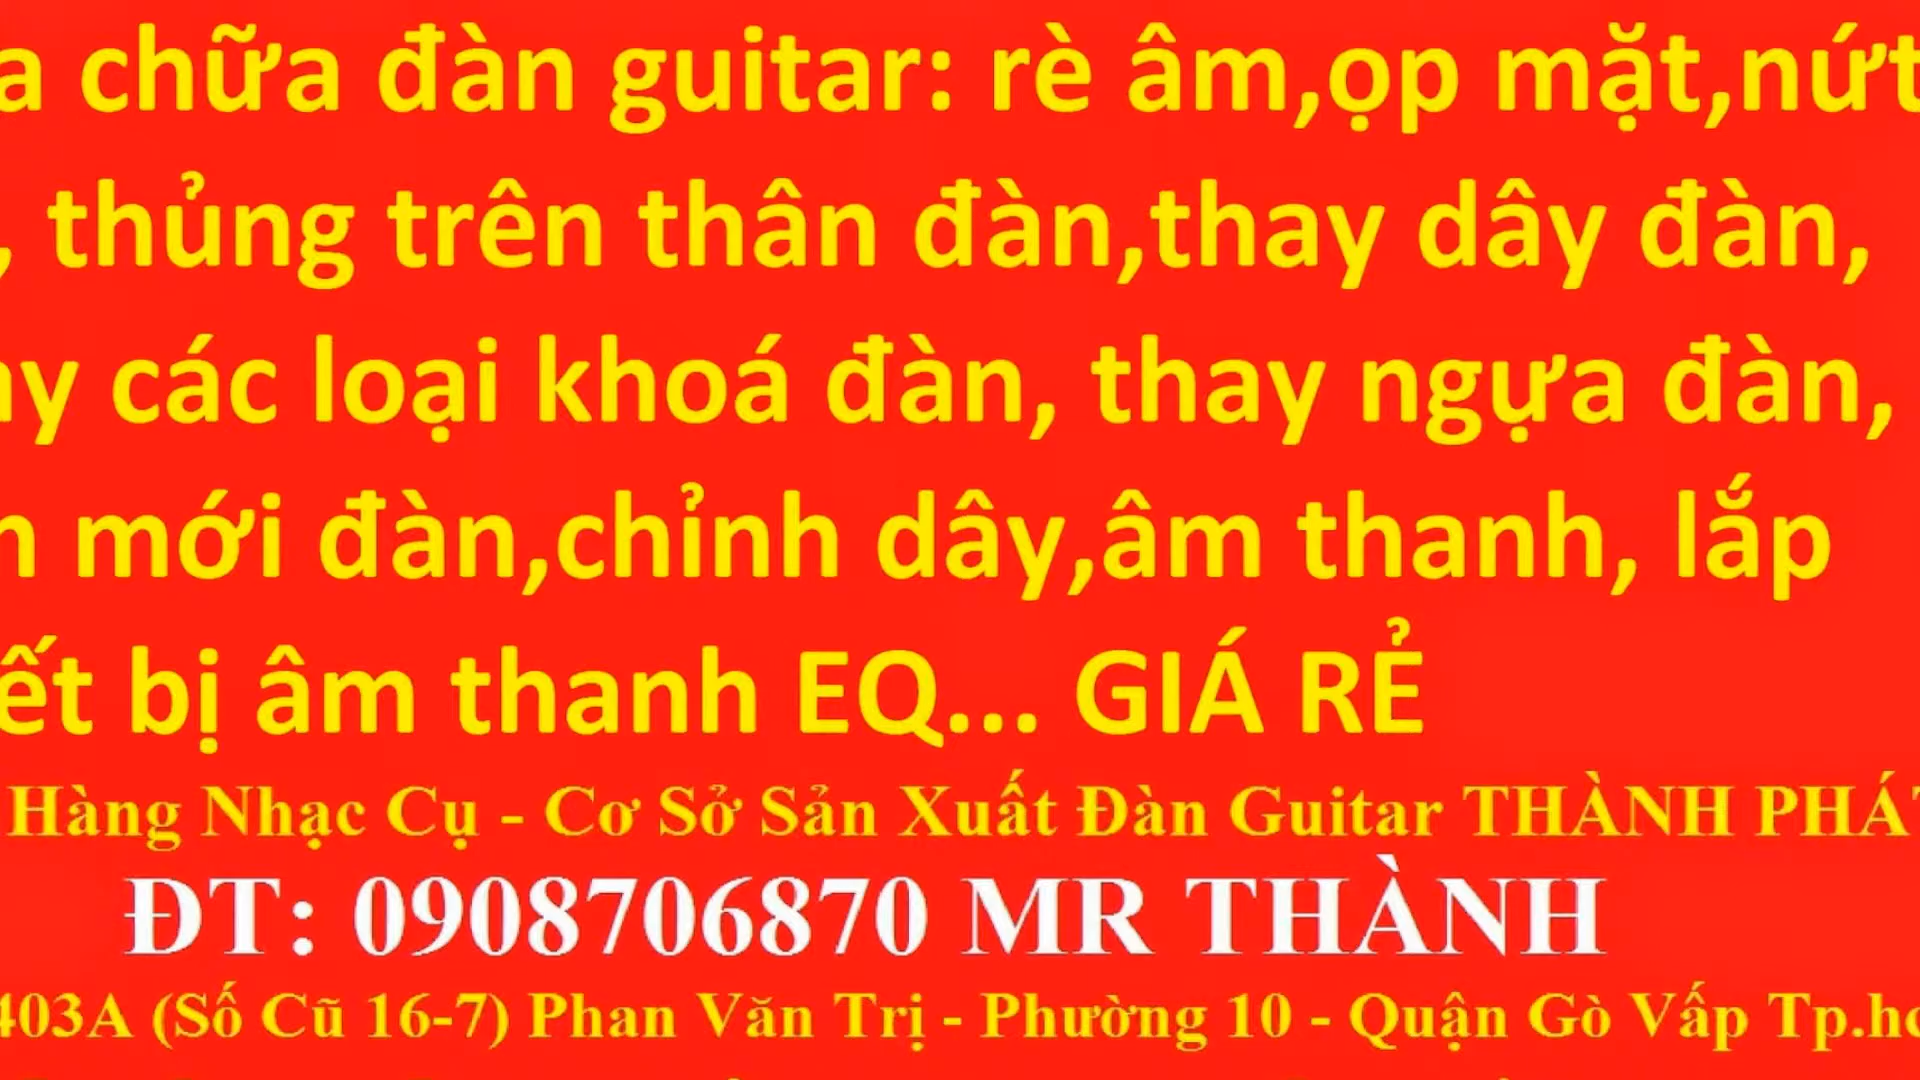 a chữa đàn guitar: rè âm,ọp mặt,nứt
, thủng trên thân đàn,thay dây đàn,
ay các loại khoá đàn, thay ngựa đàn,
n mới đàn,chỉnh dây,âm thanh, lắp
ết bị âm thanh EQ... GIÁ RẺ
Hàng Nhạc Cụ - Cơ Sở Sản Xuất Đàn Guitar THÀNH PHÁT
ĐT: 0908706870 MR THÀNH
403A (Số Cũ 16-7) Phan Văn Trị - Phường 10 - Quận Gò Vấp Tp.hc